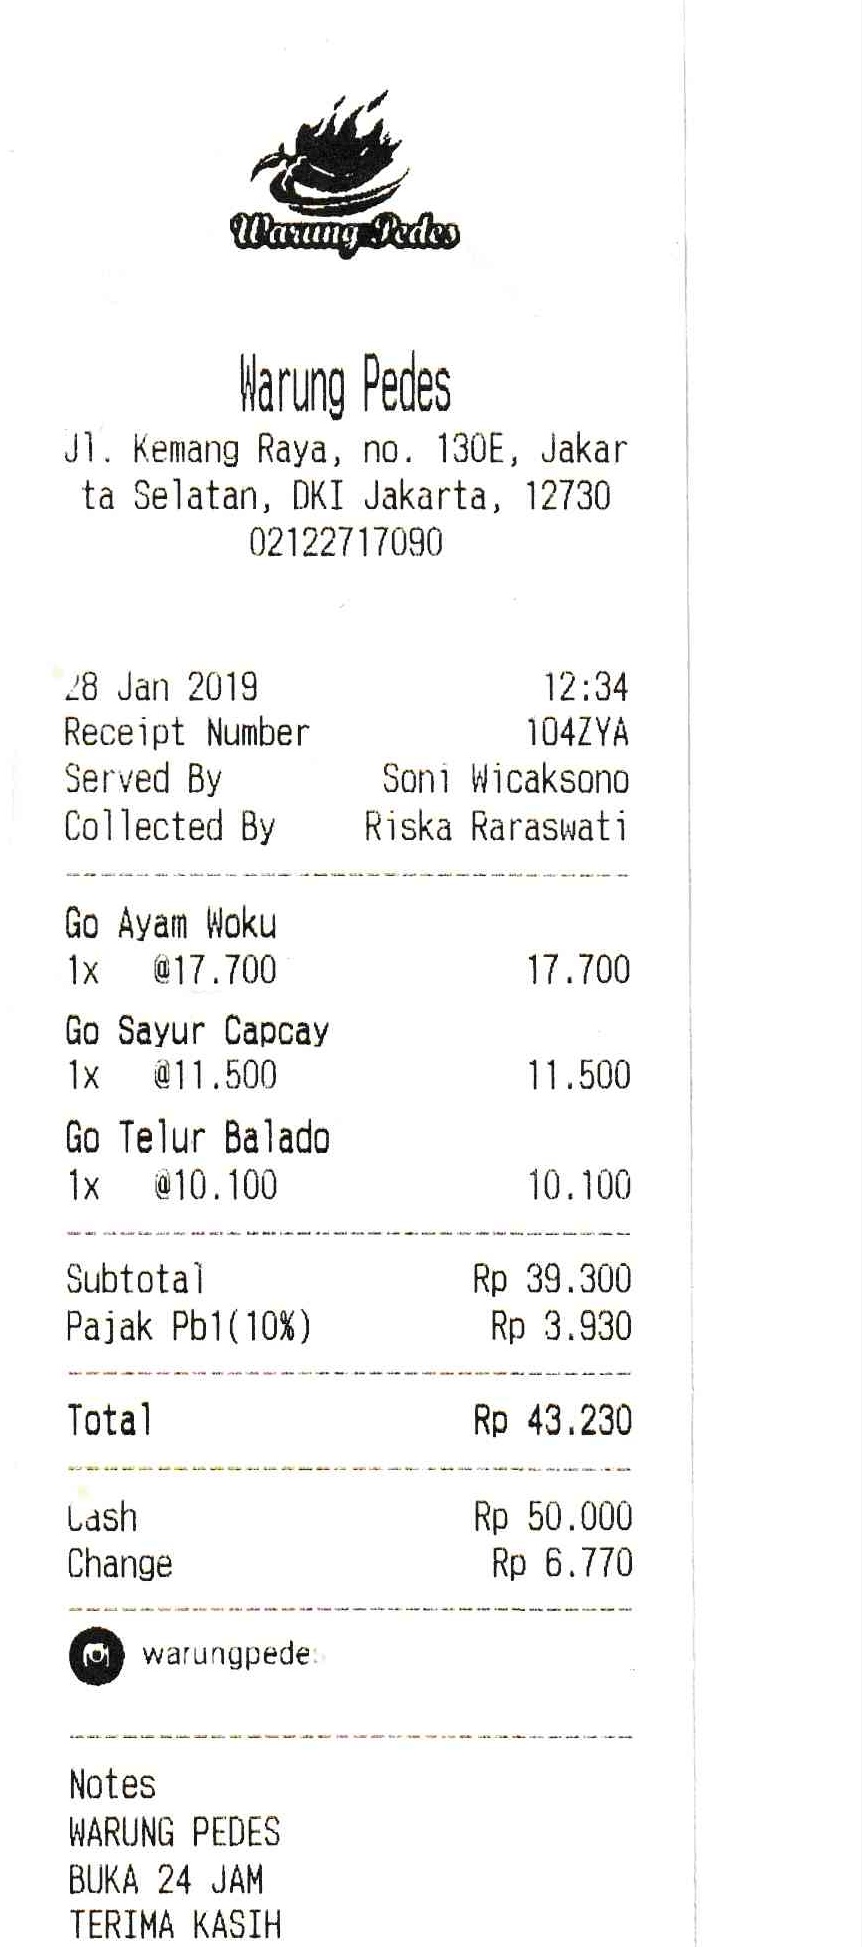 Warung Pedes
Warung Pedes
Jl. Kemang Raya, no. 130E, Jakar
ta Selatan, DKI Jakarta, 12730
02122717090
28 Jan 2019 12:34
Receipt Number 104ZYA
Served By Soni Wicaksono
Collected By Riska Raraswati
Go Ayam Woku
1x @17.700 17.700
Go Sayur Capcay
1x @11.500 11.500
Go Telur Balado
1x @10.100 10.100
Subtotal Rp 39.300
Pajak Pb1(10%) Rp 3.930
Total Rp 43.230
Cash Rp 50.000
Change Rp 6.770
warungpedes
Notes
WARUNG PEDES
BUKA 24 JAM
TERIMA KASIH